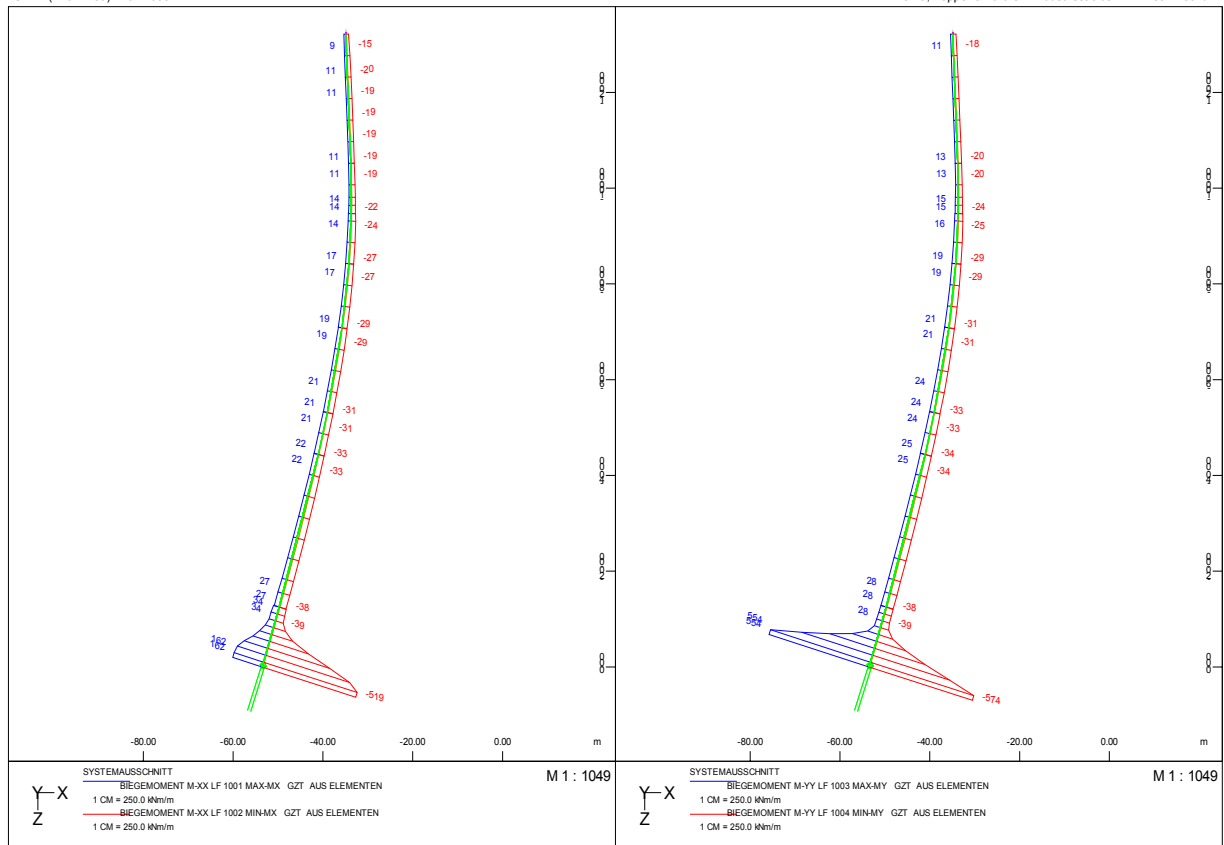 9 -15
11 -20
11 -19
-19
-19
11 -19
11 -19
14
14 -22
14 -24
17 -27
17 -27
19 -29
19 -29
21
21 -31
21 -31
22 -33
22 -33
27
27 -38
34
34 -39
162
162
-519
-80.00 -60.00 -40.00 -20.00 0.00 m
SYSTEMAUSSCHNITT M 1 : 1049
BIEGEMOMENT M-XX LF 1001 MAX-MX GZT AUS ELEMENTEN
1 CM = 250.0 kNm/m
BIEGEMOMENT M-XX LF 1002 MIN-MX GZT AUS ELEMENTEN
1 CM = 250.0 kNm/m
Y X
Z
11 -18
13 -20
13 -20
15
15 -24
16 -25
19 -29
19 -29
21 -31
21 -31
24
24 -33
24 -33
25 -34
25 -34
28
28 -38
28 -39
554
554
-574
-80.00 -60.00 -40.00 -20.00 0.00 m
SYSTEMAUSSCHNITT M 1 : 1049
BIEGEMOMENT M-YY LF 1003 MAX-MY GZT AUS ELEMENTEN
1 CM = 250.0 kNm/m
BIEGEMOMENT M-YY LF 1004 MIN-MY GZT AUS ELEMENTEN
1 CM = 250.0 kNm/m
Y X
Z